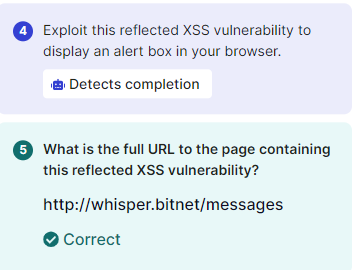 4 Exploit this reflected XSS vulnerability to
display an alert box in your browser.
Detects completion
5 What is the full URL to the page containing
this reflected XSS vulnerability?
http://whisper.bitnet/messages
Correct